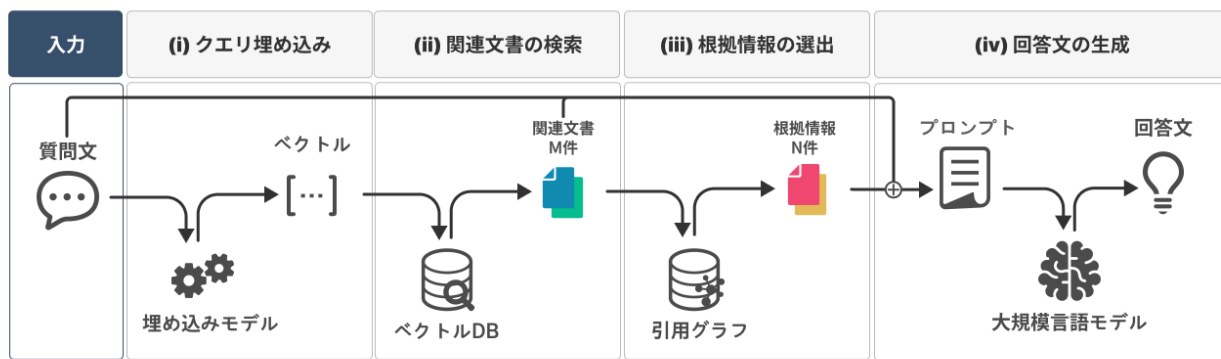 入力
(i) クエリ埋め込み
(ii) 関連文書の検索
(iii) 根拠情報の選出
(iv) 回答文の生成
質問文
ベクトル
[…]
埋め込みモデル
関連文書
M件
ベクトルDB
根拠情報
N件
引用グラフ
プロンプト
回答文
大規模言語モデル